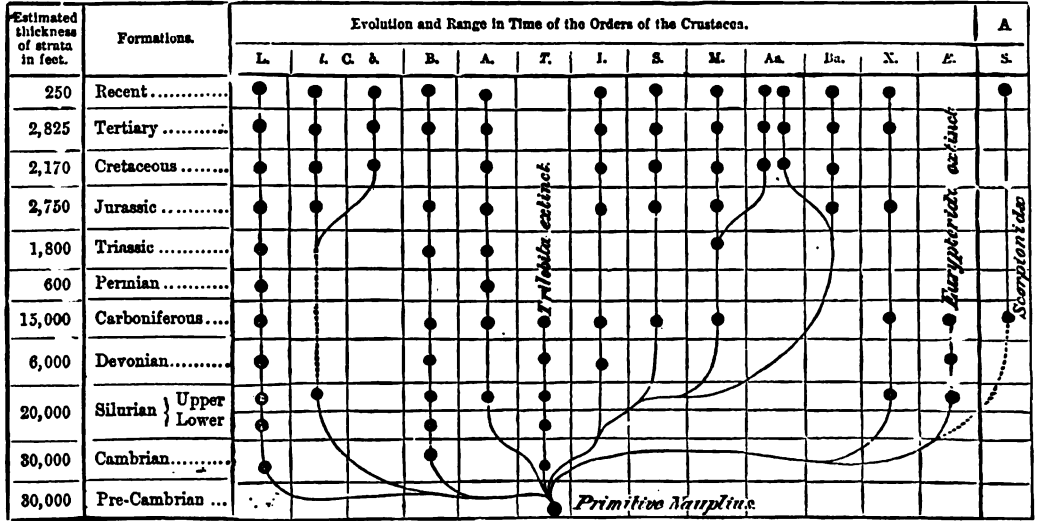 Estimated
thickness
of strata
in feet.
Formations.
Evolution and Range in Time of the Orders of the Crustacea.
A
L. l. C. b. B. A. T. I. S. M. Aa. Ba. X. E. S.
250 Recent
2,825 Tertiary
2,170 Cretaceous
2,750 Jurassic
1,800 Triassic
600 Permian
15,000 Carboniferous
6,000 Devonian
20,000 Silurian } Upper
Lower
30,000 Cambrian
30,000 Pre-Cambrian
Trilobita extinct
Eurypteridæ extinct
Scorpionidæ
Primitive Nauplius.